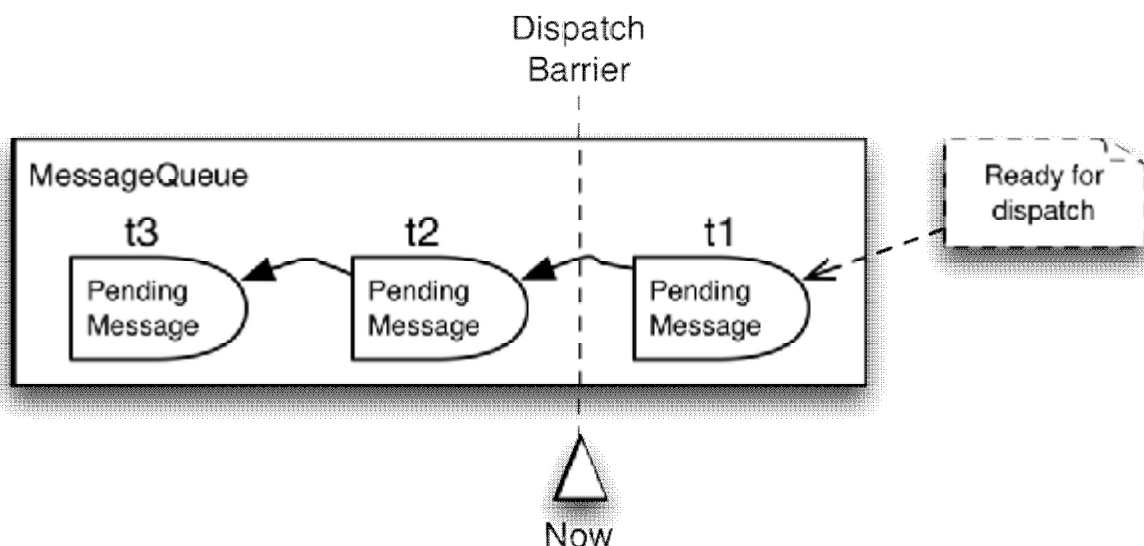 Dispatch
Barrier
MessageQueue
Ready for
dispatch
t3
t2
t1
Pending
Message
Pending
Message
Pending
Message
Now